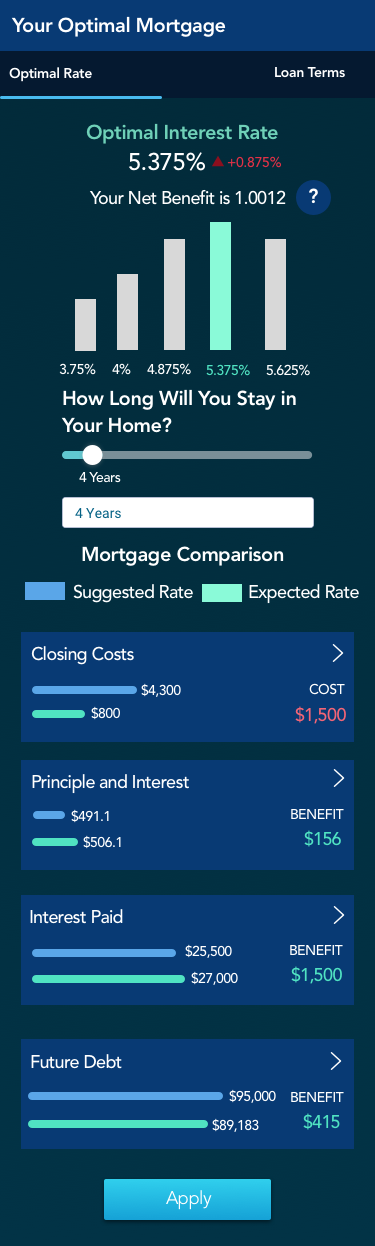 Your Optimal Mortgage
Optimal Rate Loan Terms
Optimal Interest Rate
5.375% +0.875%
Your Net Benefit is 1.0012 ?
3.75% 4% 4.875% 5.375% 5.625%
How Long Will You Stay in
Your Home?
4 Years
4 Years
Mortgage Comparison
Suggested Rate Expected Rate
Closing Costs
$4,300 COST
$800 $1,500
Principle and Interest
$491.1 BENEFIT
$506.1 $156
Interest Paid
$25,500 BENEFIT
$27,000 $1,500
Future Debt
$95,000 BENEFIT
$89,183 $415
Apply